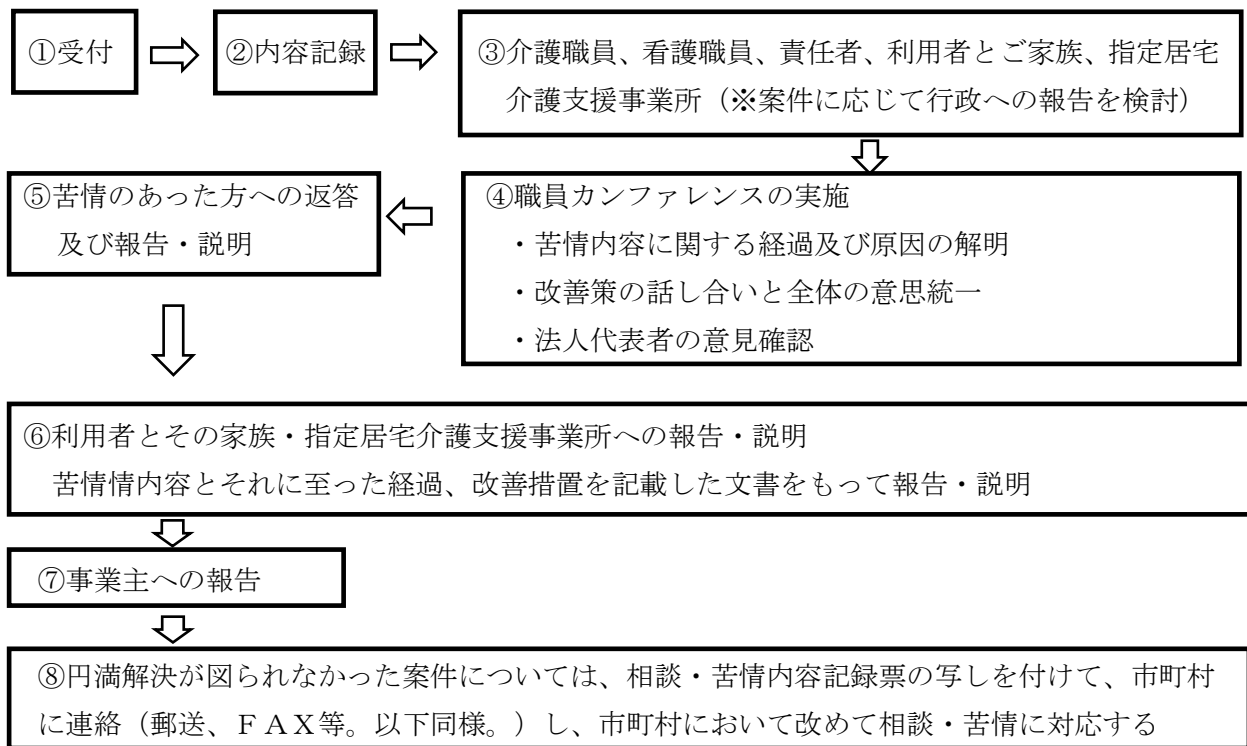 ①受付
②内容記録
③介護職員、看護職員、責任者、利用者とご家族、指定居宅
介護支援事業所（※案件に応じて行政への報告を検討）
④職員カンファレンスの実施
・苦情内容に関する経過及び原因の解明
・改善策の話し合いと全体の意思統一
・法人代表者の意見確認
⑤苦情のあった方への返答
及び報告・説明
⑥利用者とその家族・指定居宅介護支援事業所への報告・説明
苦情情内容とそれに至った経過、改善措置を記載した文書をもって報告・説明
⑦事業主への報告
⑧円満解決が図られなかった案件については、相談・苦情内容記録票の写しを付けて、市町村
に連絡（郵送、ＦＡＸ等。以下同様。）し、市町村において改めて相談・苦情に対応する